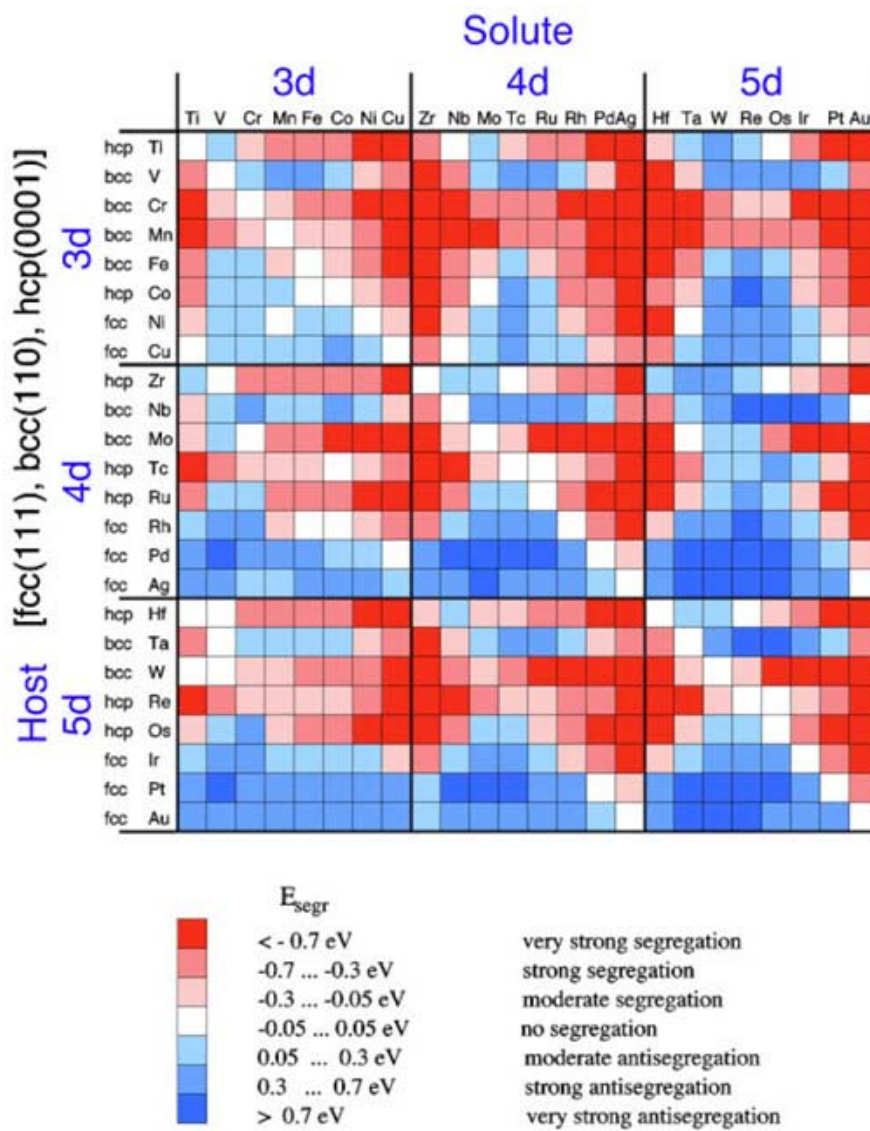 Solute
3d 4d 5d
Ti V Cr Mn Fe Co Ni Cu Zr Nb Mo Tc Ru Rh Pd Ag Hf Ta W Re Os Ir Pt Au
Host [fcc(111), bcc(110), hcp(0001)]
3d
hcp Ti
bcc V
bcc Cr
bcc Mn
bcc Fe
hcp Co
fcc Ni
fcc Cu
4d
hcp Zr
bcc Nb
bcc Mo
hcp Tc
hcp Ru
fcc Rh
fcc Pd
fcc Ag
5d
hcp Hf
bcc Ta
bcc W
hcp Re
hcp Os
fcc Ir
fcc Pt
fcc Au
E_segr
< - 0.7 eV very strong segregation
-0.7 ... -0.3 eV strong segregation
-0.3 ... -0.05 eV moderate segregation
-0.05 ... 0.05 eV no segregation
0.05 ... 0.3 eV moderate antisegregation
0.3 ... 0.7 eV strong antisegregation
> 0.7 eV very strong antisegregation